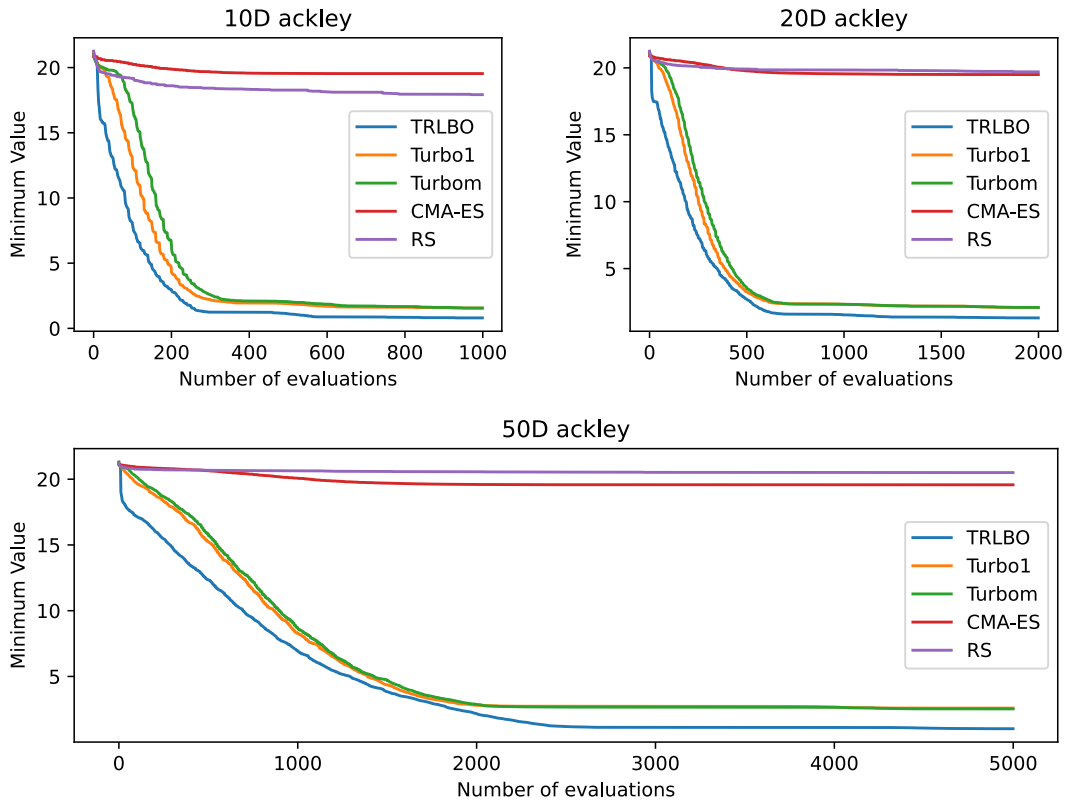 10D ackley
Minimum Value
20
15
10
5
0
TRLBO
Turbo1
Turbom
CMA-ES
RS
0 200 400 600 800 1000
Number of evaluations
20D ackley
Minimum Value
20
15
10
5
TRLBO
Turbo1
Turbom
CMA-ES
RS
0 500 1000 1500 2000
Number of evaluations
50D ackley
Minimum Value
20
15
10
5
TRLBO
Turbo1
Turbom
CMA-ES
RS
0 1000 2000 3000 4000 5000
Number of evaluations